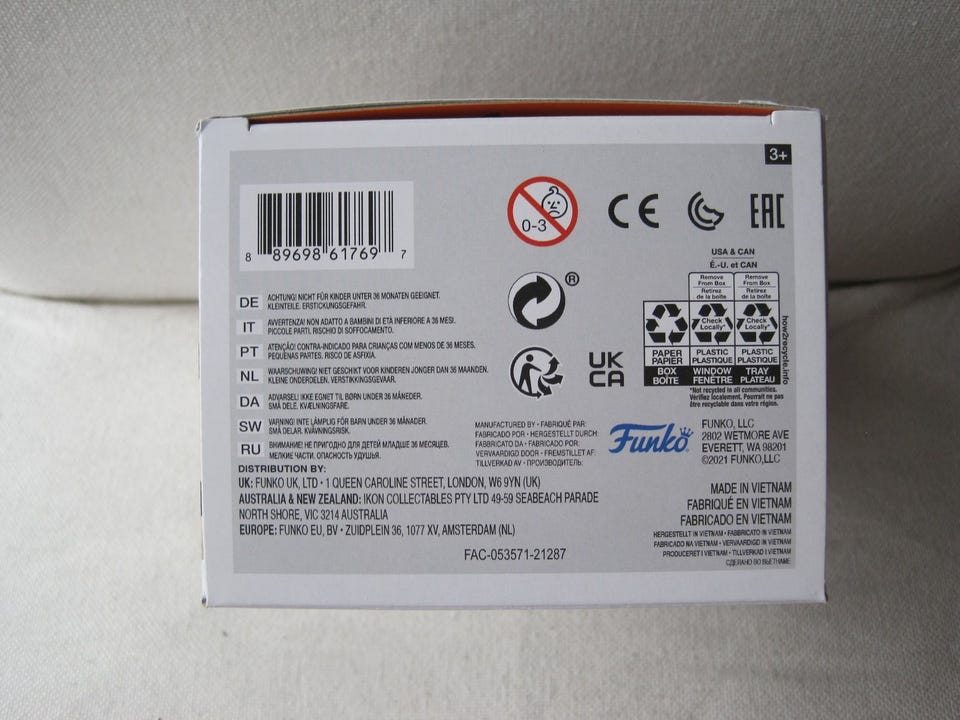 3+
8 89698 61769 7
0-3
CE
EAC
USA & CAN
É.-U. et CAN
Remove From Box
Retirez de la boîte
Remove From Box
Retirez de la boîte
Check Locally*
Check Locally*
PAPER
PAPIER
BOX
BOÎTE
PLASTIC
PLASTIQUE
WINDOW
FENÊTRE
PLASTIC
PLASTIQUE
TRAY
PLATEAU
how2recycle.info
*Not recycled in all communities.
Vérifiez localement. Pourrait ne pas
être recyclable dans votre région.
®
UK
CA
DE ACHTUNG! NICHT FÜR KINDER UNTER 36 MONATEN GEEIGNET.
KLEINTEILE. ERSTICKUNGSGEFAHR.
IT AVVERTENZA! NON ADATTO A BAMBINI DI ETÀ INFERIORE A 36 MESI.
PICCOLE PARTI. RISCHIO DI SOFFOCAMENTO.
PT ATENÇÃO! CONTRA-INDICADO PARA CRIANÇAS COM MENOS DE 36 MESES.
PEQUENAS PARTES. RISCO DE ASFIXIA.
NL WAARSCHUWING! NIET GESCHIKT VOOR KINDEREN JONGER DAN 36 MAANDEN.
KLEINE ONDERDELEN. VERSTIKKINGSGEVAAR.
DA ADVARSEL! IKKE EGNET TIL BØRN UNDER 36 MÅNEDER.
SMÅ DELE. KVÆLNINGSFARE.
SW VARNING! INTE LÄMPLIG FÖR BARN UNDER 36 MÅNADER.
SMÅ DELAR. KVÄVNINGSRISK.
RU ВНИМАНИЕ! НЕ ПРИГОДНО ДЛЯ ДЕТЕЙ МЛАДШЕ 36 МЕСЯЦЕВ.
МЕЛКИЕ ЧАСТИ. ОПАСНОСТЬ УДУШЬЯ.
MANUFACTURED BY • FABRIQUÉ PAR:
FABRICADO POR • HERGESTELLT DURCH:
FABBRICATO DA • FABRICADO POR:
VERVAARDIGD DOOR • FREMSTILLET AF:
TILLVERKAD AV • ПРОИЗВОДИТЕЛЬ:
Funko
FUNKO, LLC
2802 WETMORE AVE
EVERETT, WA 98201
©2021 FUNKO,LLC
DISTRIBUTION BY:
UK: FUNKO UK, LTD • 1 QUEEN CAROLINE STREET, LONDON, W6 9YN (UK)
AUSTRALIA & NEW ZEALAND: IKON COLLECTABLES PTY LTD 49-59 SEABEACH PARADE
NORTH SHORE, VIC 3214 AUSTRALIA
EUROPE: FUNKO EU, BV • ZUIDPLEIN 36, 1077 XV, AMSTERDAM (NL)
FAC-053571-21287
MADE IN VIETNAM
FABRIQUÉ EN VIETNAM
FABRICADO EN VIETNAM
HERGESTELLT IN VIETNAM • FABBRICATO IN VIETNAM
FABRICADO NA VIETNAM • VERVAARDIGD IN VIETNAM
PRODUCERET I VIETNAM • TILLVERKAD I VIETNAM
СДЕЛАНО ВО ВЬЕТНАМЕ